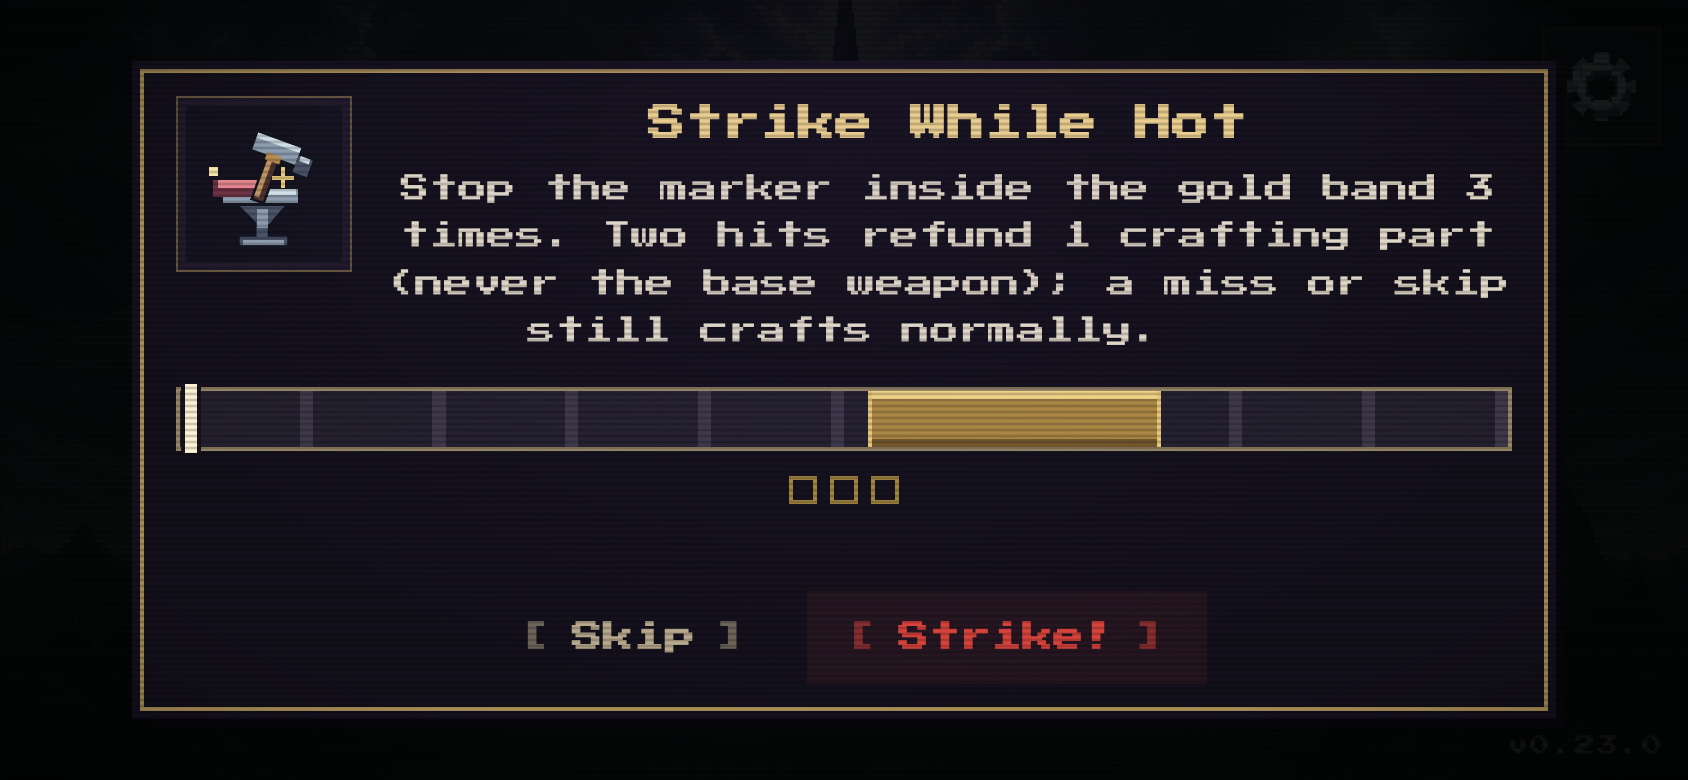 Strike While Hot
Stop the marker inside the gold band 3
times. Two hits refund 1 crafting part
(never the base weapon); a miss or skip
still crafts normally.
[ Skip ] [ Strike! ]
v0.23.0